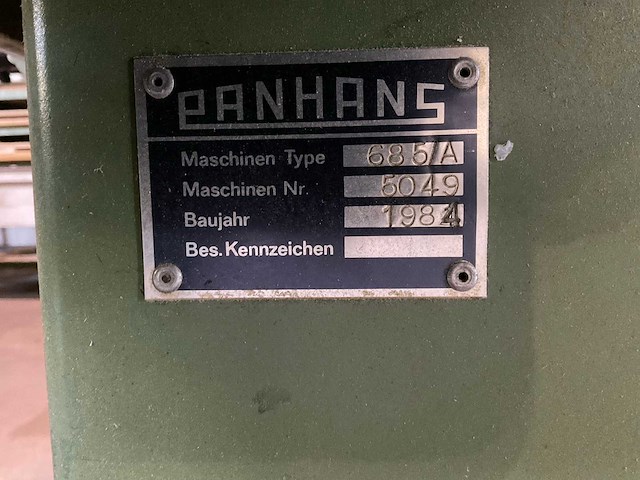 PANHANS
Maschinen Type 685/A
Maschinen Nr. 5049
Baujahr 1984
Bes. Kennzeichen